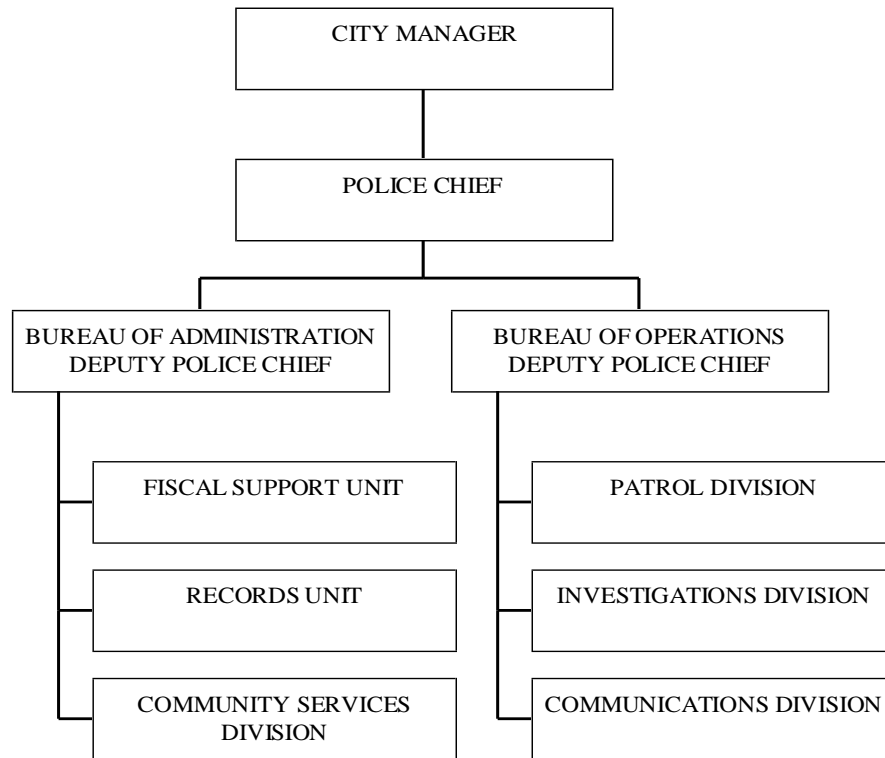 CITY MANAGER
POLICE CHIEF
BUREAU OF ADMINISTRATION
DEPUTY POLICE CHIEF
BUREAU OF OPERATIONS
DEPUTY POLICE CHIEF
FISCAL SUPPORT UNIT
RECORDS UNIT
COMMUNITY SERVICES
DIVISION
PATROL DIVISION
INVESTIGATIONS DIVISION
COMMUNICATIONS DIVISION